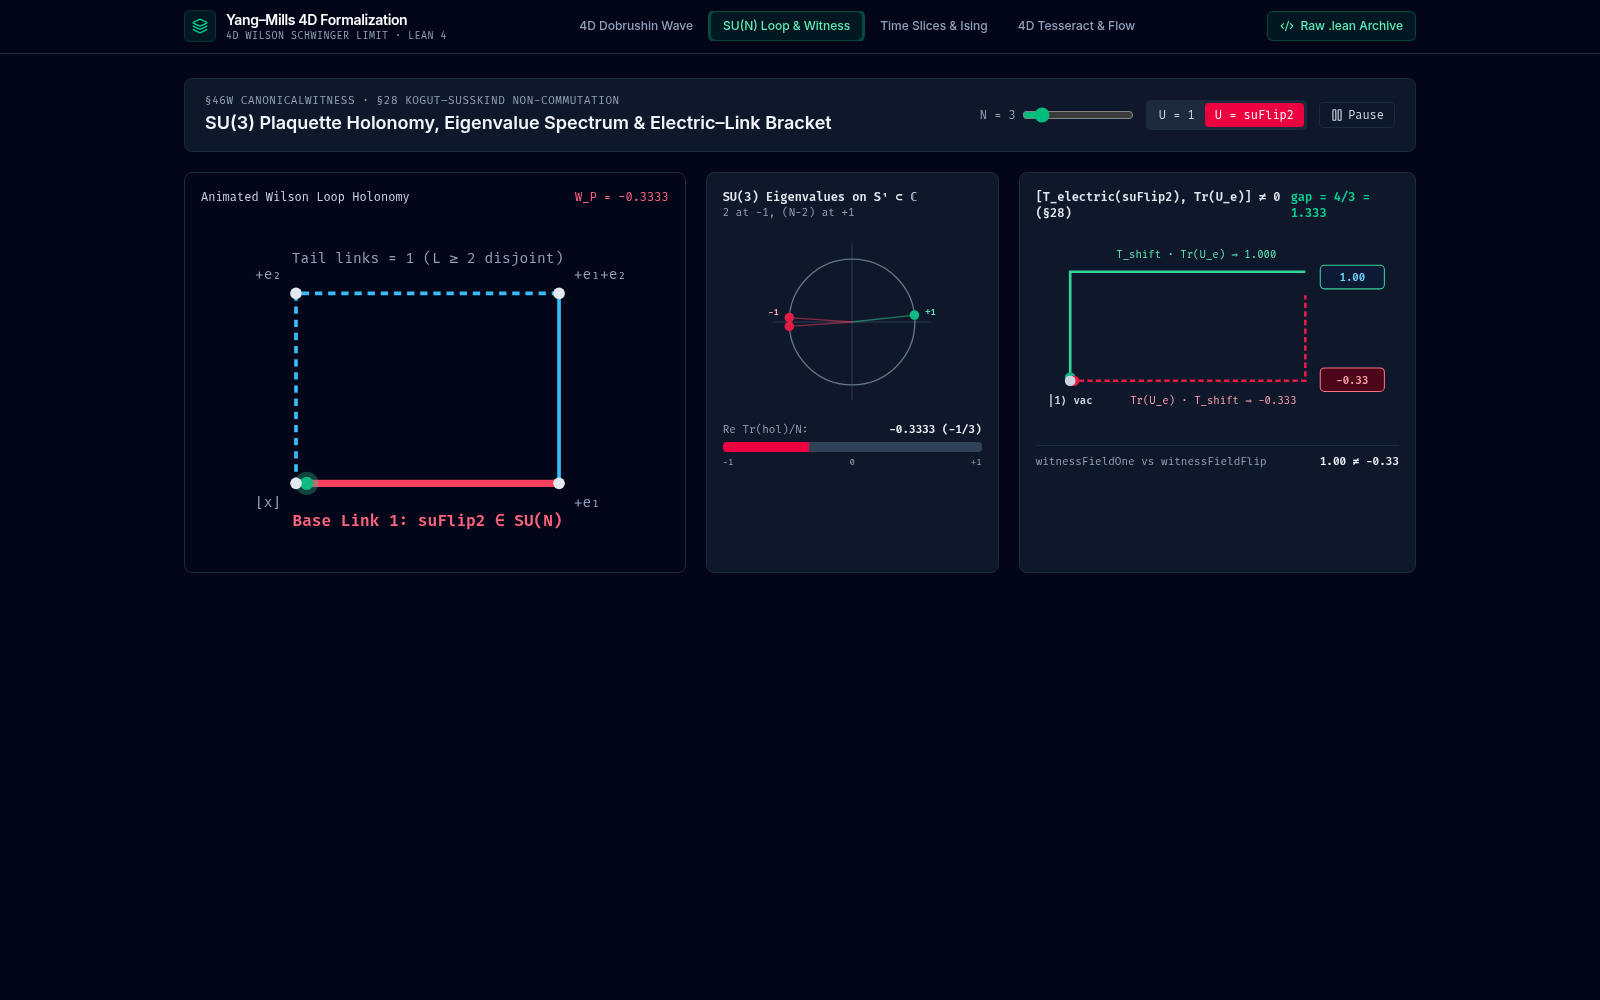 Yang–Mills 4D Formalization
4D WILSON SCHWINGER LIMIT · LEAN 4
4D Dobrushin Wave
SU(N) Loop & Witness
Time Slices & Ising
4D Tesseract & Flow
Raw .lean Archive
§46W CANONICALWITNESS · §28 KOGUT–SUSSKIND NON-COMMUTATION
SU(3) Plaquette Holonomy, Eigenvalue Spectrum & Electric–Link Bracket
N = 3
U = 1
U = suFlip2
Pause
Animated Wilson Loop Holonomy
W_P = -0.3333
Tail links = 1 (L ≥ 2 disjoint)
+e₂
+e₁+e₂
⌊x⌋
+e₁
Base Link 1: suFlip2 ∈ SU(N)
SU(3) Eigenvalues on S¹ ⊂ ℂ
2 at -1, (N-2) at +1
-1
+1
Re Tr(hol)/N:
-0.3333 (-1/3)
-1
0
+1
[T_electric(suFlip2), Tr(U_e)] ≠ 0
(§28)
gap = 4/3 =
1.333
T_shift · Tr(U_e) → 1.000
1.00
-0.33
|1⟩ vac
Tr(U_e) · T_shift → -0.333
witnessFieldOne vs witnessFieldFlip
1.00 ≠ -0.33